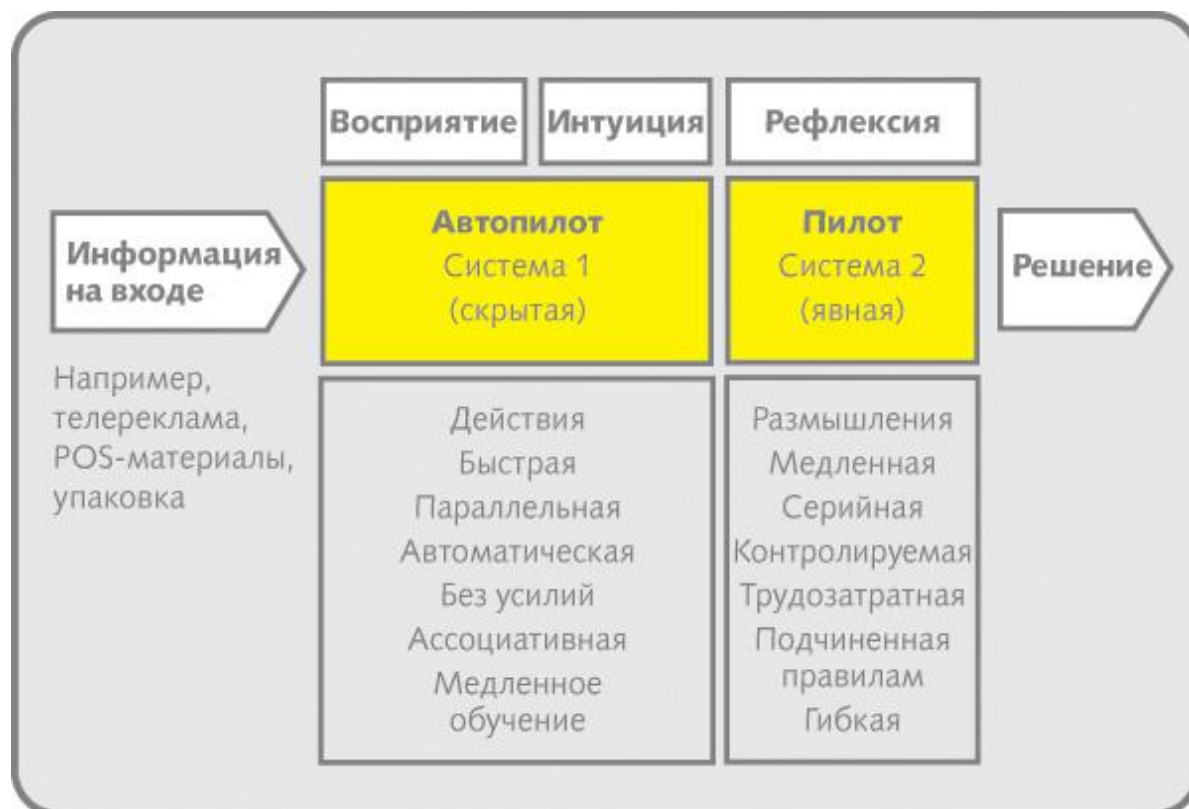 Восприятие
Интуиция
Рефлексия
Информация
на входе
Например,
телереклама,
POS-материалы,
упаковка
Автопилот
Система 1
(скрытая)
Действия
Быстрая
Параллельная
Автоматическая
Без усилий
Ассоциативная
Медленное
обучение
Пилот
Система 2
(явная)
Размышления
Медленная
Серийная
Контролируемая
Трудозатратная
Подчиненная
правилам
Гибкая
Решение